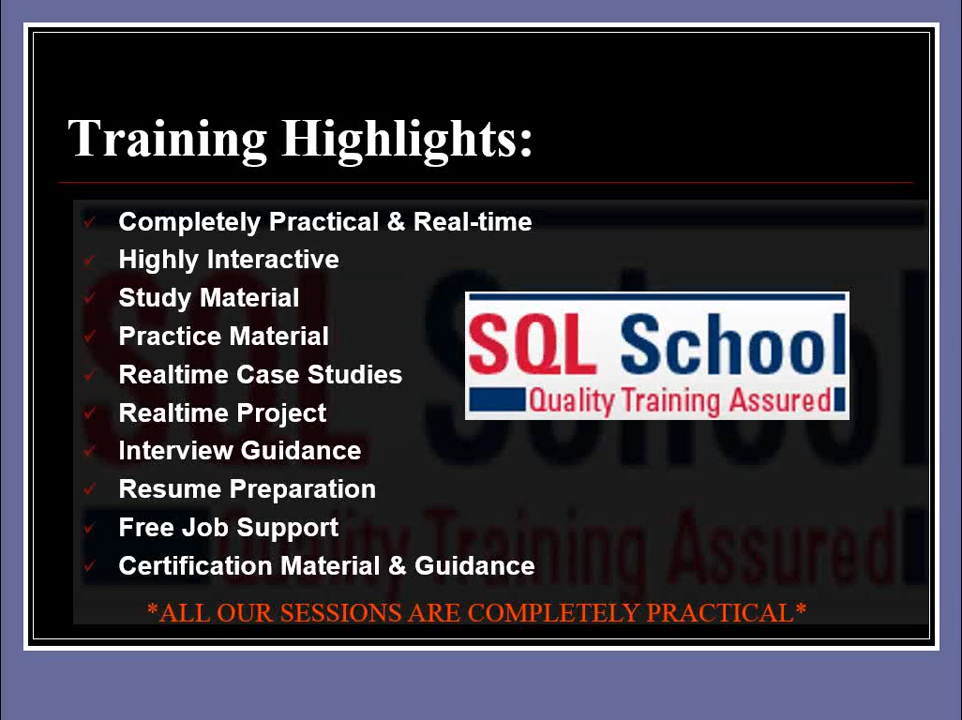 Training Highlights:
Completely Practical & Real-time
Highly Interactive
Study Material
Practice Material
Realtime Case Studies
Realtime Project
Interview Guidance
Resume Preparation
Free Job Support
Certification Material & Guidance
SQL School
Quality Training Assured
*ALL OUR SESSIONS ARE COMPLETELY PRACTICAL*